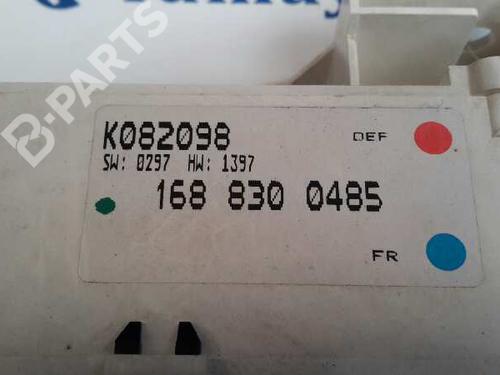 B-PARTS
K082098
DEF
SW: 0297 HW: 1397
168 830 0485
FR